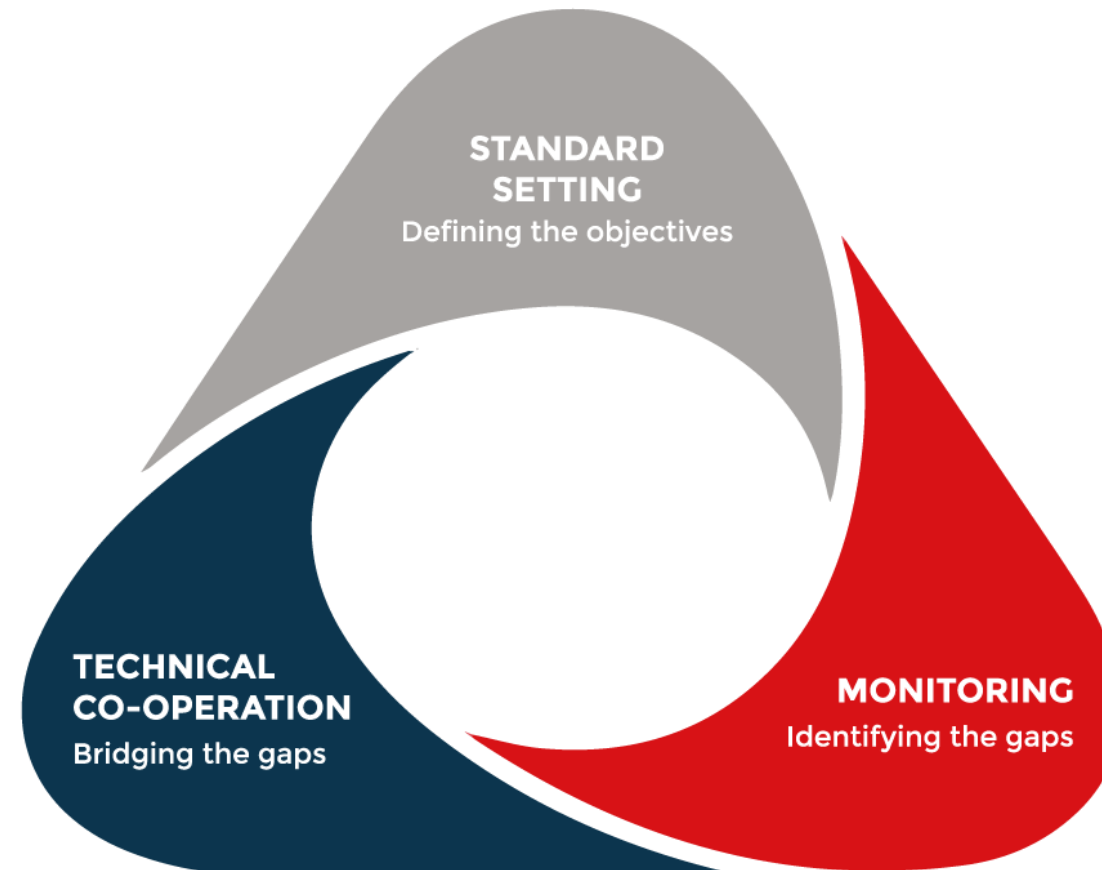 STANDARD
SETTING
Defining the objectives
TECHNICAL
CO-OPERATION
Bridging the gaps
MONITORING
Identifying the gaps